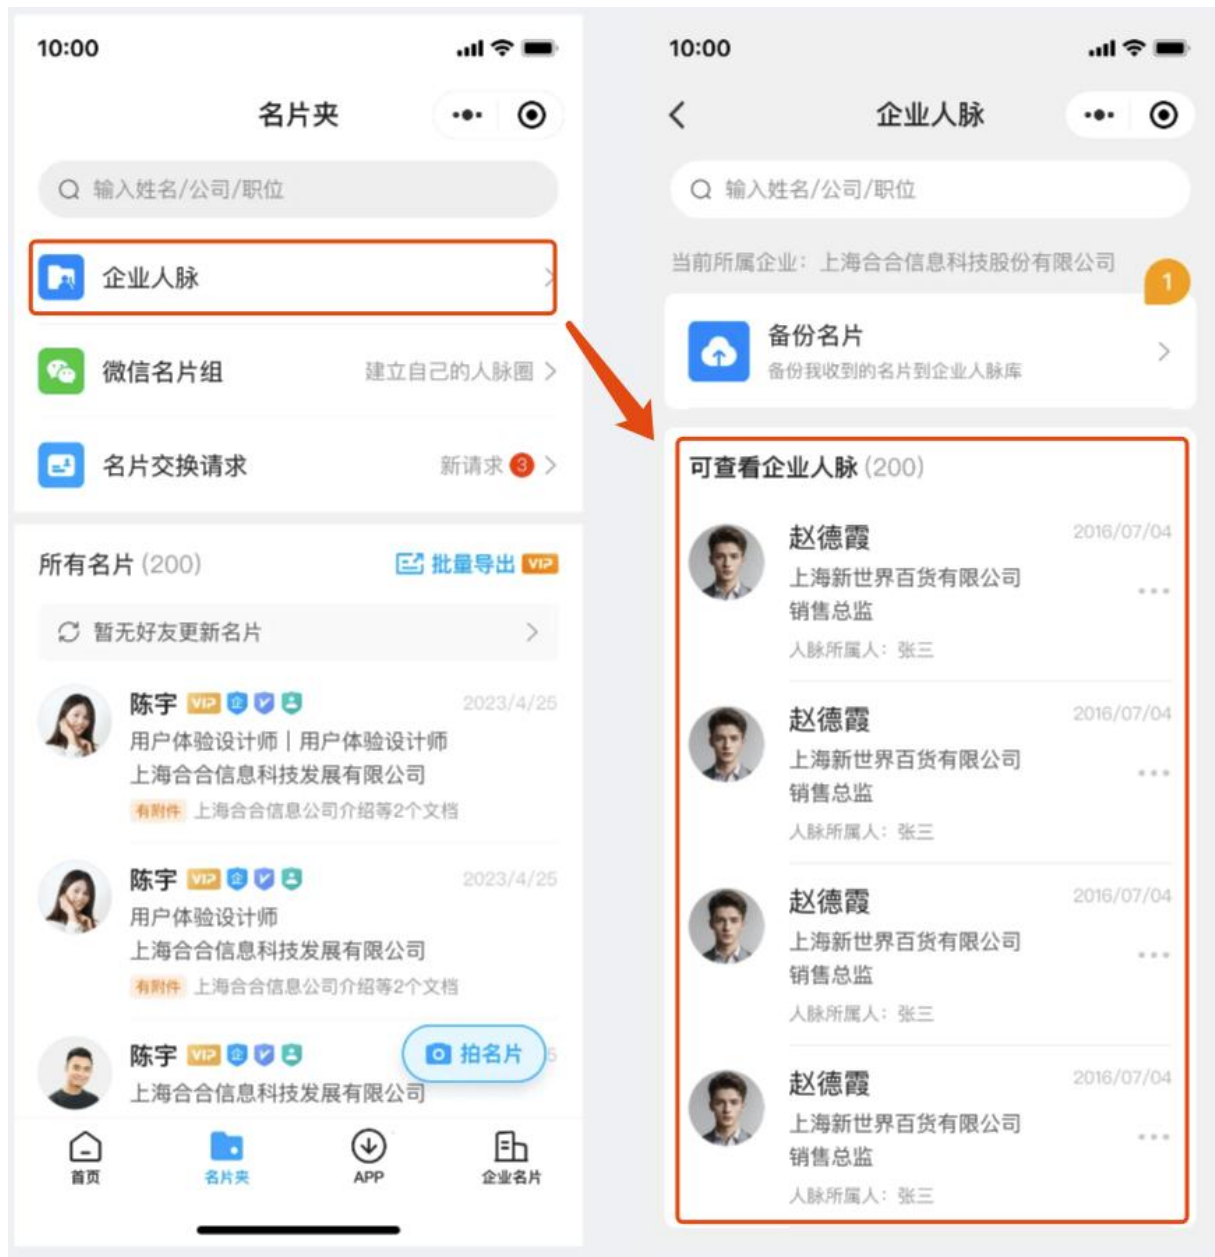 10:00
名片夹
输入姓名/公司/职位
企业人脉
微信名片组 建立自己的人脉圈
名片交换请求 新请求 3
所有名片 (200) 批量导出 VIP
暂无好友更新名片
陈宇 VIP 企 2023/4/25
用户体验设计师 | 用户体验设计师
上海合合信息科技发展有限公司
有附件 上海合合信息公司介绍等2个文档
陈宇 VIP 企 2023/4/25
用户体验设计师
上海合合信息科技发展有限公司
有附件 上海合合信息公司介绍等2个文档
陈宇 VIP 企 5
拍名片
上海合合信息科技发展有限公司
首页 名片夹 APP 企业名片
10:00
企业人脉
输入姓名/公司/职位
当前所属企业：上海合合信息科技股份有限公司
1
备份名片
备份我收到的名片到企业人脉库
可查看企业人脉 (200)
赵德霞 2016/07/04
上海新世界百货有限公司
销售总监
人脉所属人：张三
赵德霞 2016/07/04
上海新世界百货有限公司
销售总监
人脉所属人：张三
赵德霞 2016/07/04
上海新世界百货有限公司
销售总监
人脉所属人：张三
赵德霞 2016/07/04
上海新世界百货有限公司
销售总监
人脉所属人：张三